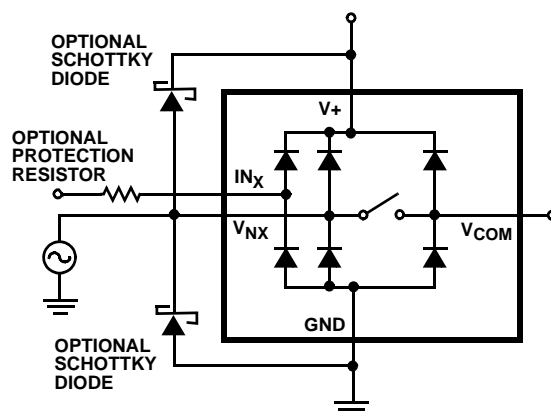 OPTIONAL
SCHOTTKY
DIODE
V+
OPTIONAL
PROTECTION
RESISTOR
INX
VNX
VCOM
GND
OPTIONAL
SCHOTTKY
DIODE